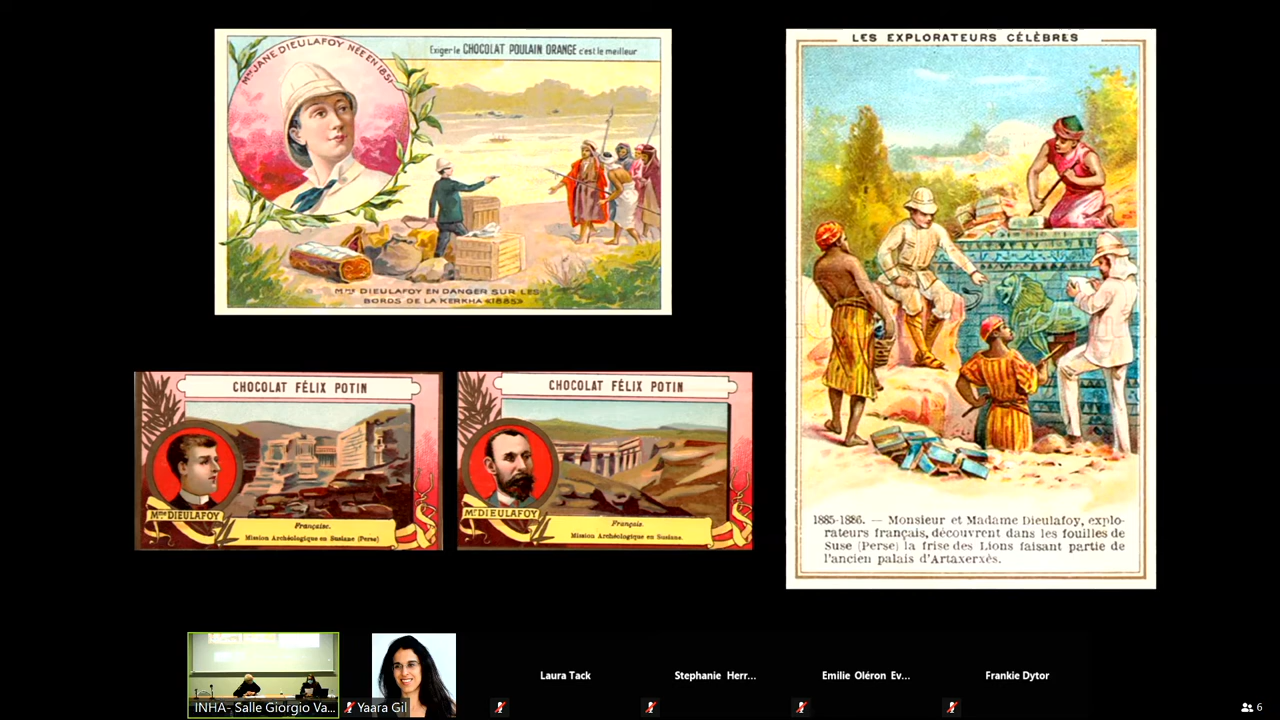 Mme JANE DIEULAFOY NÉE EN 1851
Exiger le CHOCOLAT POULAIN ORANGE c'est le meilleur
MME DIEULAFOY EN DANGER SUR LES
BORDS DE LA KERKHA «1885»
LES EXPLORATEURS CÉLÈBRES
1885-1886. — Monsieur et Madame Dieulafoy, explo-
rateurs français, découvrent dans les fouilles de
Suse (Perse) la frise des Lions faisant partie de
l'ancien palais d'Artaxerxès.
CHOCOLAT FÉLIX POTIN
MME DIEULAFOY
Française.
Mission Archéologique en Susiane (Perse)
CHOCOLAT FÉLIX POTIN
MR DIEULAFOY
Français.
Mission Archéologique en Susiane.
INHA- Salle Giorgio Va...
Yaara Gil
Laura Tack
Stephanie Herr...
Emilie Oléron Ev...
Frankie Dytor
6